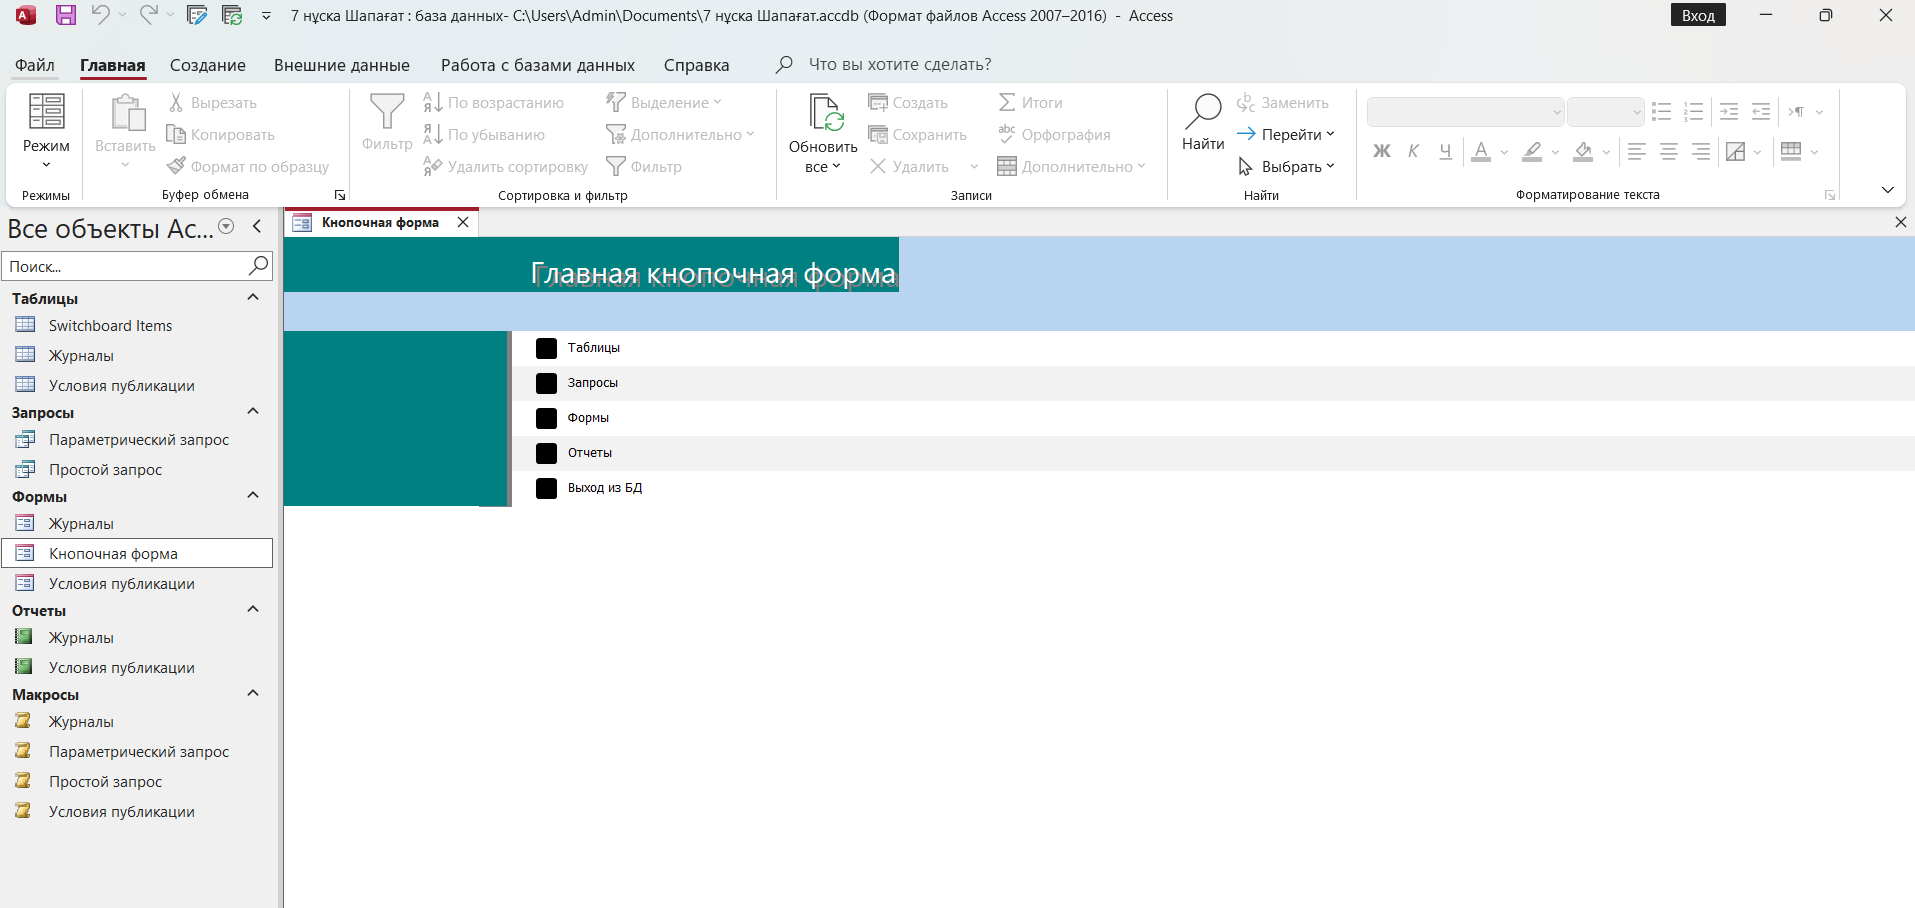 7 нұсқа Шапағат : база данных- C:\Users\Admin\Documents\7 нұсқа Шапағат.accdb (Формат файлов Access 2007–2016) - Access
Вход
Файл Главная Создание Внешние данные Работа с базами данных Справка Что вы хотите сделать?
Режим
Режимы
Вставить
Вырезать
Копировать
Формат по образцу
Буфер обмена
Фильтр
По возрастанию
По убыванию
Удалить сортировку
Выделение
Дополнительно
Фильтр
Сортировка и фильтр
Обновить
все
Создать
Сохранить
Удалить
Итоги
Орфография
Дополнительно
Записи
Найти
Заменить
Перейти
Выбрать
Найти
Ж К Ч А
Форматирование текста
Все объекты Ac...
Поиск...
Таблицы
Switchboard Items
Журналы
Условия публикации
Запросы
Параметрический запрос
Простой запрос
Формы
Журналы
Кнопочная форма
Условия публикации
Отчеты
Журналы
Условия публикации
Макросы
Журналы
Параметрический запрос
Простой запрос
Условия публикации
Кнопочная форма
Главная кнопочная форма
Таблицы
Запросы
Формы
Отчеты
Выход из БД